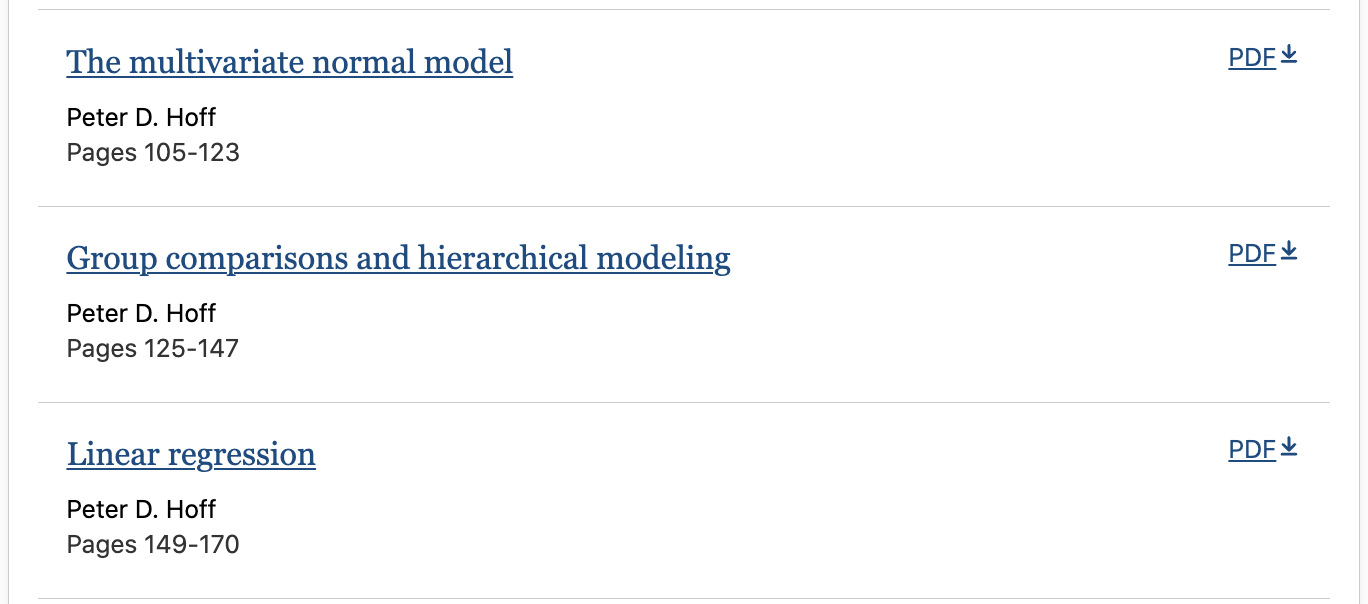 The multivariate normal model
PDF
Peter D. Hoff
Pages 105-123
Group comparisons and hierarchical modeling
PDF
Peter D. Hoff
Pages 125-147
Linear regression
PDF
Peter D. Hoff
Pages 149-170